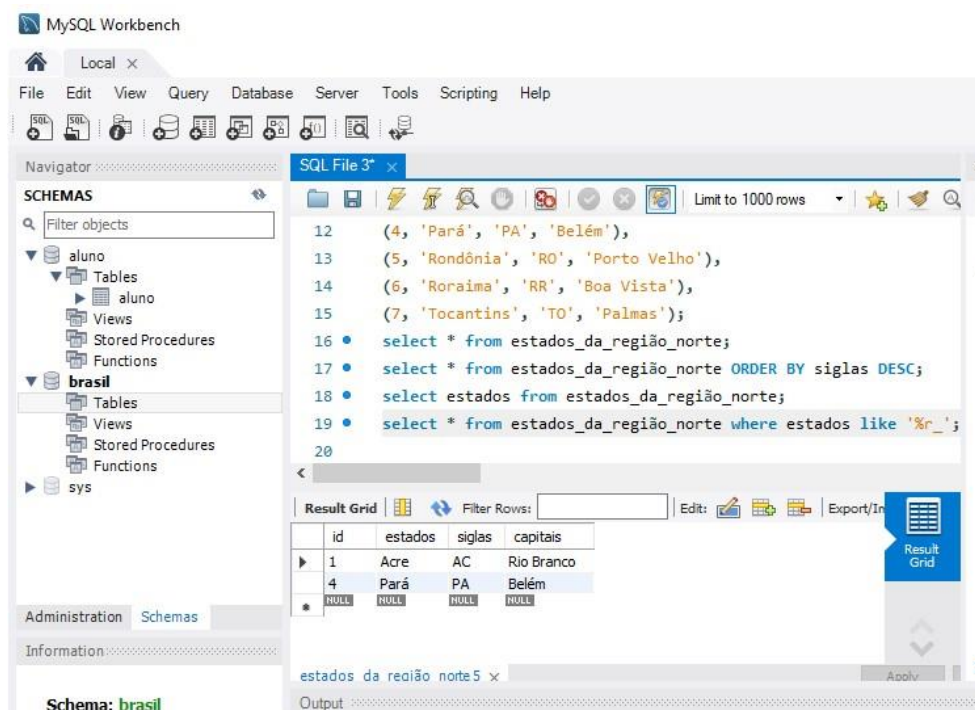 MySQL Workbench
Local
File Edit View Query Database Server Tools Scripting Help
Navigator
SCHEMAS
Filter objects
aluno
Tables
aluno
Views
Stored Procedures
Functions
brasil
Tables
Views
Stored Procedures
Functions
sys
Administration Schemas
Information
Schema: brasil
SQL File 3*
Limit to 1000 rows
12 (4, 'Pará', 'PA', 'Belém'),
13 (5, 'Rondônia', 'RO', 'Porto Velho'),
14 (6, 'Roraima', 'RR', 'Boa Vista'),
15 (7, 'Tocantins', 'TO', 'Palmas');
16 select * from estados_da_região_norte;
17 select * from estados_da_região_norte ORDER BY siglas DESC;
18 select estados from estados_da_região_norte;
19 select * from estados_da_região_norte where estados like '%r_';
20
Result Grid Filter Rows: Edit: Export/Im
id estados siglas capitais
1 Acre AC Rio Branco
4 Pará PA Belém
NULL NULL NULL NULL
Result Grid
estados_da_região_norte 5
Apply
Output